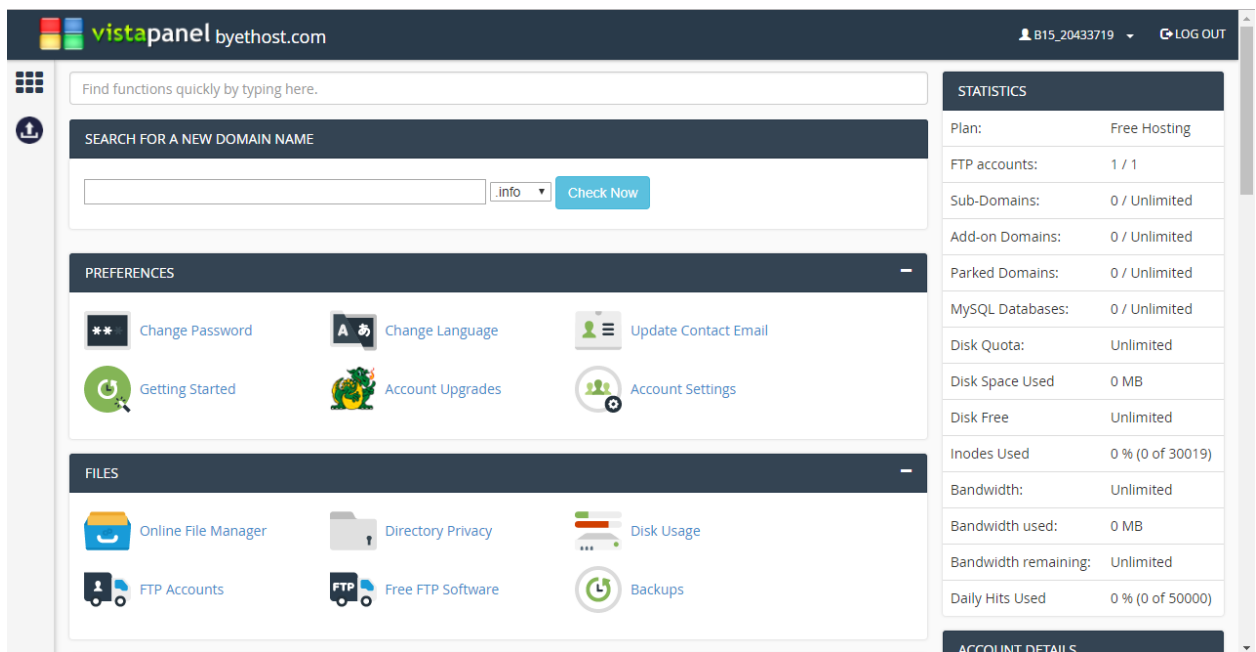 vistapanel byethost.com
B15_20433719
LOG OUT
Find functions quickly by typing here.
SEARCH FOR A NEW DOMAIN NAME
.info
Check Now
PREFERENCES
Change Password
A あ
Change Language
Update Contact Email
Getting Started
Account Upgrades
Account Settings
FILES
Online File Manager
Directory Privacy
Disk Usage
FTP Accounts
FTP
Free FTP Software
Backups
STATISTICS
Plan: Free Hosting
FTP accounts: 1 / 1
Sub-Domains: 0 / Unlimited
Add-on Domains: 0 / Unlimited
Parked Domains: 0 / Unlimited
MySQL Databases: 0 / Unlimited
Disk Quota: Unlimited
Disk Space Used 0 MB
Disk Free Unlimited
Inodes Used 0 % (0 of 30019)
Bandwidth: Unlimited
Bandwidth used: 0 MB
Bandwidth remaining: Unlimited
Daily Hits Used 0 % (0 of 50000)
ACCOUNT DETAILS